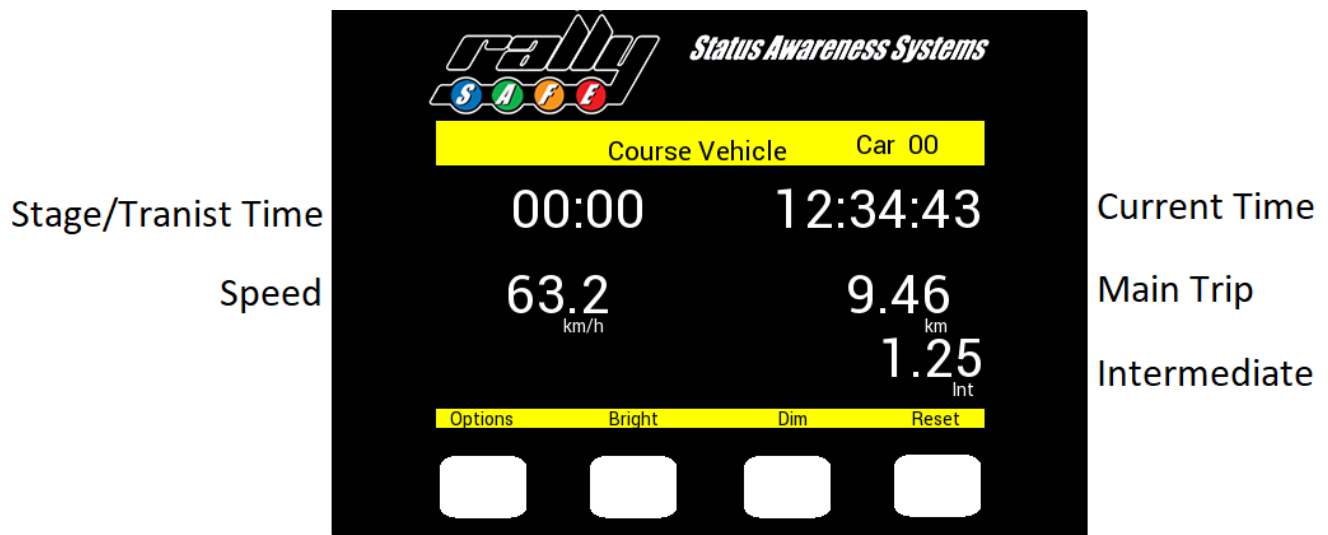 rally
SAFE
Status Awareness Systems
Course Vehicle Car 00
Stage/Tranist Time 00:00 12:34:43 Current Time
Speed 63.2 km/h 9.46 km Main Trip
1.25 Int Intermediate
Options Bright Dim Reset